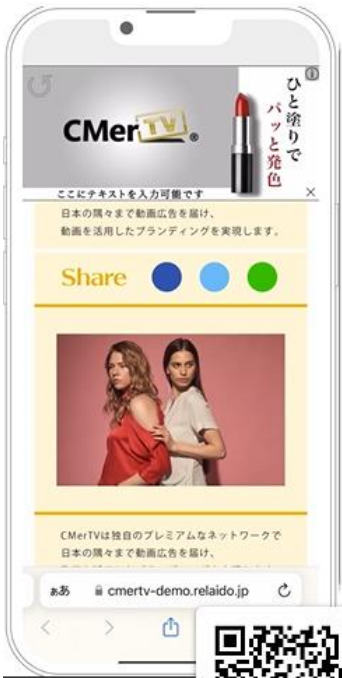 CMerTV®
ひと塗りで
パッと発色
ここにテキストを入力可能です
日本の隅々まで動画広告を届け、
動画を活用したブランディングを実現します。
Share
CMerTVは独自のプレミアムなネットワークで
日本の隅々まで動画広告を届け、
ぁあ cmertv-demo.relaido.jp